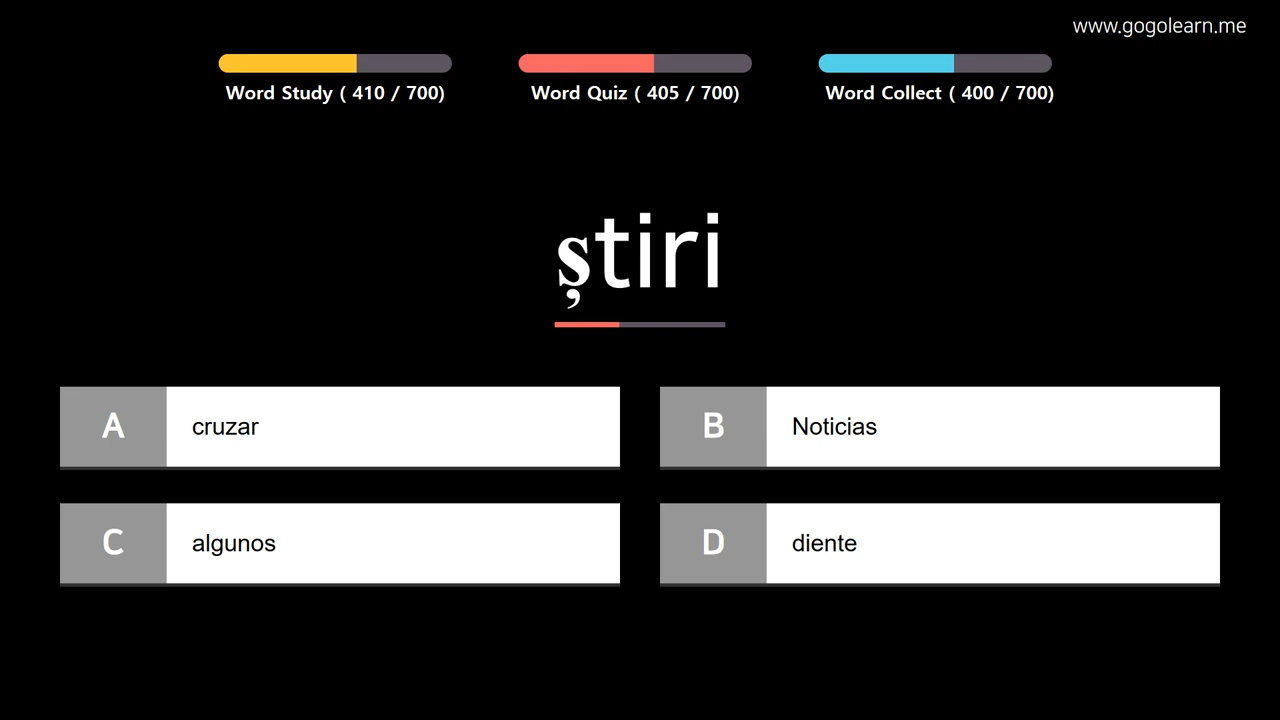 www.gogolearn.me
Word Study ( 410 / 700)
Word Quiz ( 405 / 700)
Word Collect ( 400 / 700)
știri
A cruzar
B Noticias
C algunos
D diente